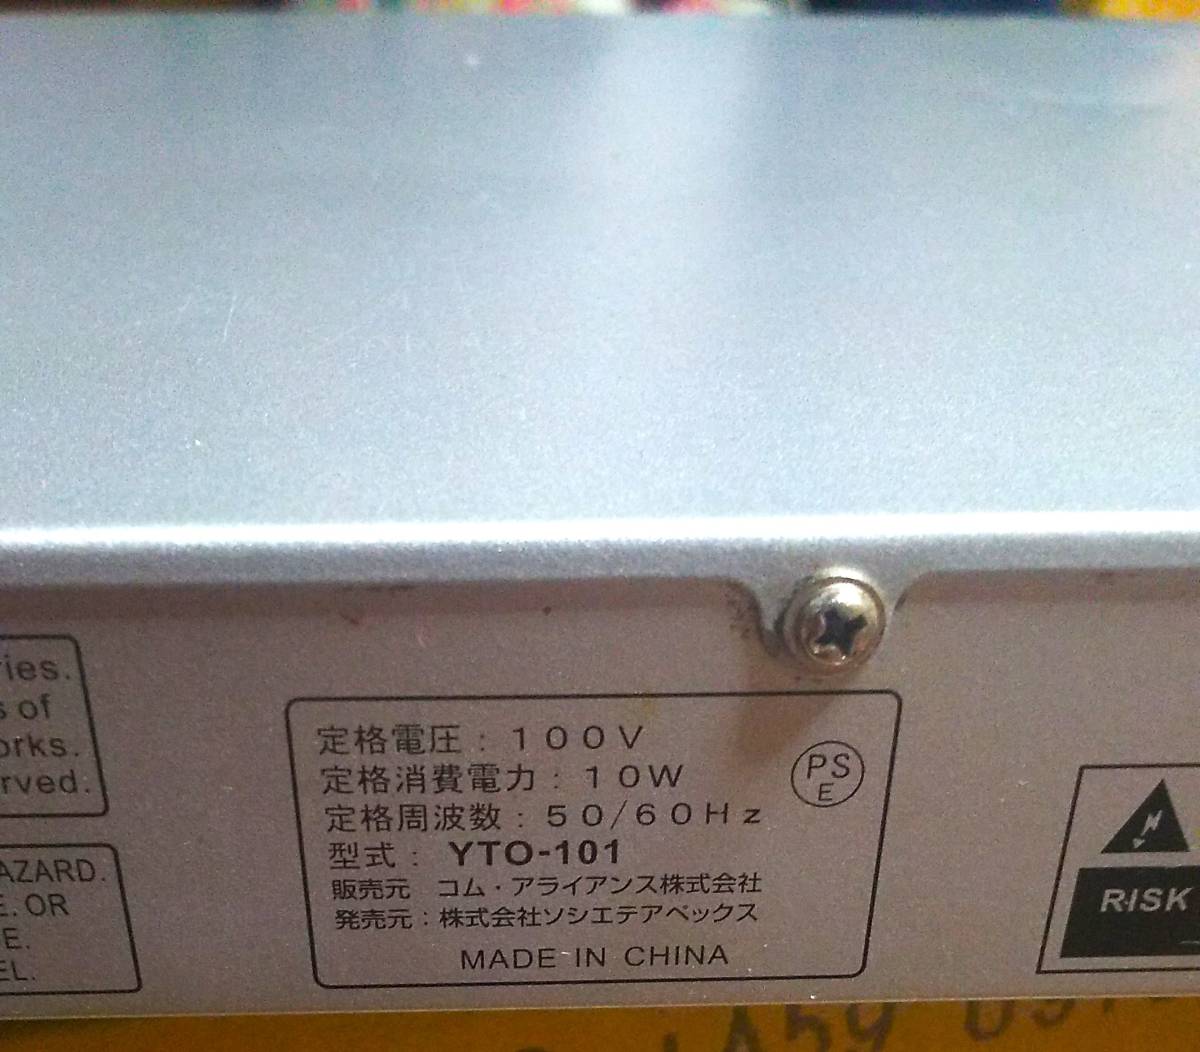 ries.
s of
orks.
rved.
AZARD.
E. OR
E.
EL.
定格電圧： １００Ｖ
定格消費電力： １０Ｗ
定格周波数： ５０／６０Ｈｚ
PS
E
型式： YTO-101
販売元 コム・アライアンス株式会社
発売元：株式会社ソシエテアペックス
MADE IN CHINA
RISK